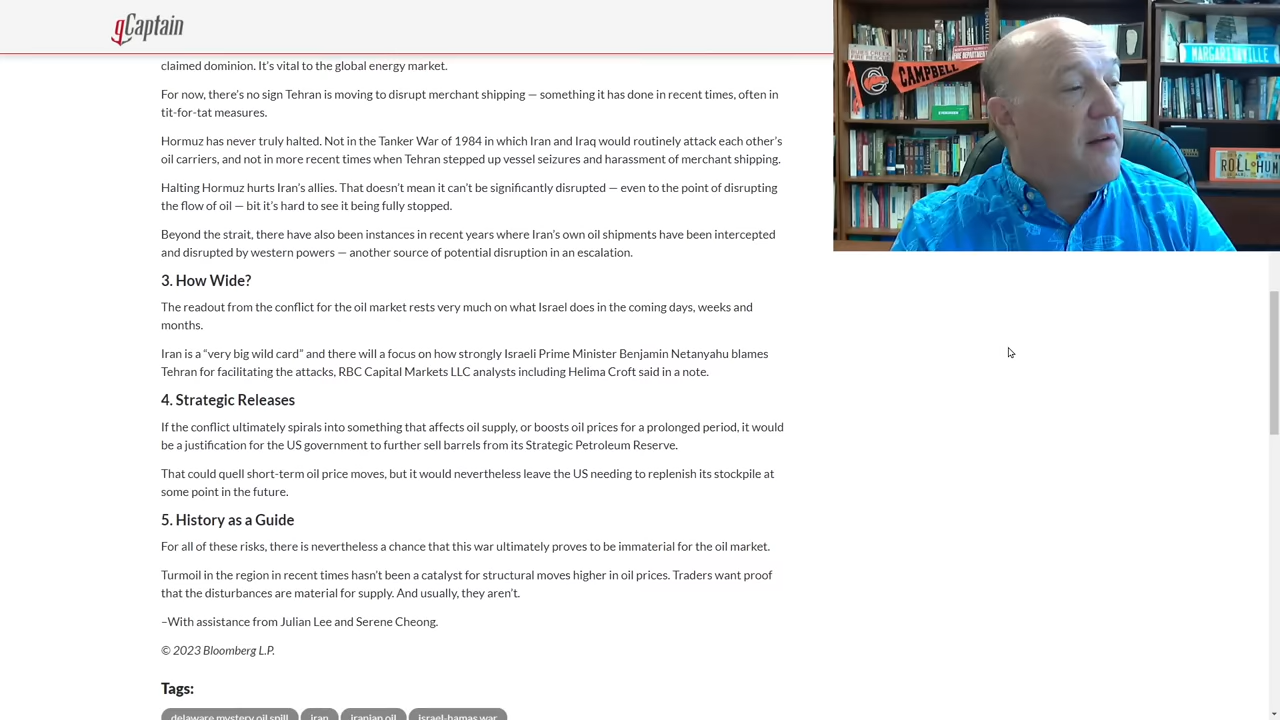 gCaptain
claimed dominion. It’s vital to the global energy market.
For now, there’s no sign Tehran is moving to disrupt merchant shipping — something it has done in recent times, often in
tit-for-tat measures.
Hormuz has never truly halted. Not in the Tanker War of 1984 in which Iran and Iraq would routinely attack each other’s
oil carriers, and not in more recent times when Tehran stepped up vessel seizures and harassment of merchant shipping.
Halting Hormuz hurts Iran’s allies. That doesn’t mean it can’t be significantly disrupted — even to the point of disrupting
the flow of oil — bit it’s hard to see it being fully stopped.
Beyond the strait, there have also been instances in recent years where Iran’s own oil shipments have been intercepted
and disrupted by western powers — another source of potential disruption in an escalation.
3. How Wide?
The readout from the conflict for the oil market rests very much on what Israel does in the coming days, weeks and
months.
Iran is a “very big wild card” and there will a focus on how strongly Israeli Prime Minister Benjamin Netanyahu blames
Tehran for facilitating the attacks, RBC Capital Markets LLC analysts including Helima Croft said in a note.
4. Strategic Releases
If the conflict ultimately spirals into something that affects oil supply, or boosts oil prices for a prolonged period, it would
be a justification for the US government to further sell barrels from its Strategic Petroleum Reserve.
That could quell short-term oil price moves, but it would nevertheless leave the US needing to replenish its stockpile at
some point in the future.
5. History as a Guide
For all of these risks, there is nevertheless a chance that this war ultimately proves to be immaterial for the oil market.
Turmoil in the region in recent times hasn’t been a catalyst for structural moves higher in oil prices. Traders want proof
that the disturbances are material for supply. And usually, they aren’t.
–With assistance from Julian Lee and Serene Cheong.
© 2023 Bloomberg L.P.
Tags:
delaware mystery oil spill
iran
iranian oil
israel-hamas war
CAMPBELL
MARGARITAVILLE